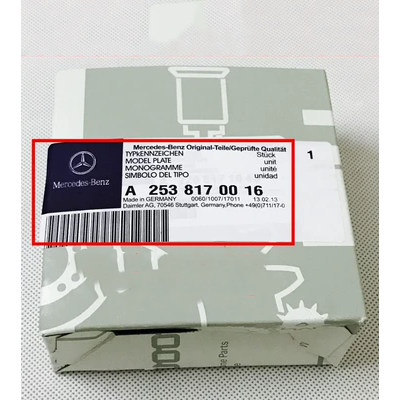 Mercedes-Benz Original-Teile/Geprüfte Qualität
TYPKENNZEICHEN Stück 1
MODEL PLATE unit
MONOGRAMME unité
SIMBOLO DEL TIPO unidad
Mercedes-Benz
A 253 817 00 16
Made in GERMANY 0060/1007/17011 13.02.13
Daimler AG, 70546 Stuttgart, Germany,Phone +49(0)711/17-0
ne Parts